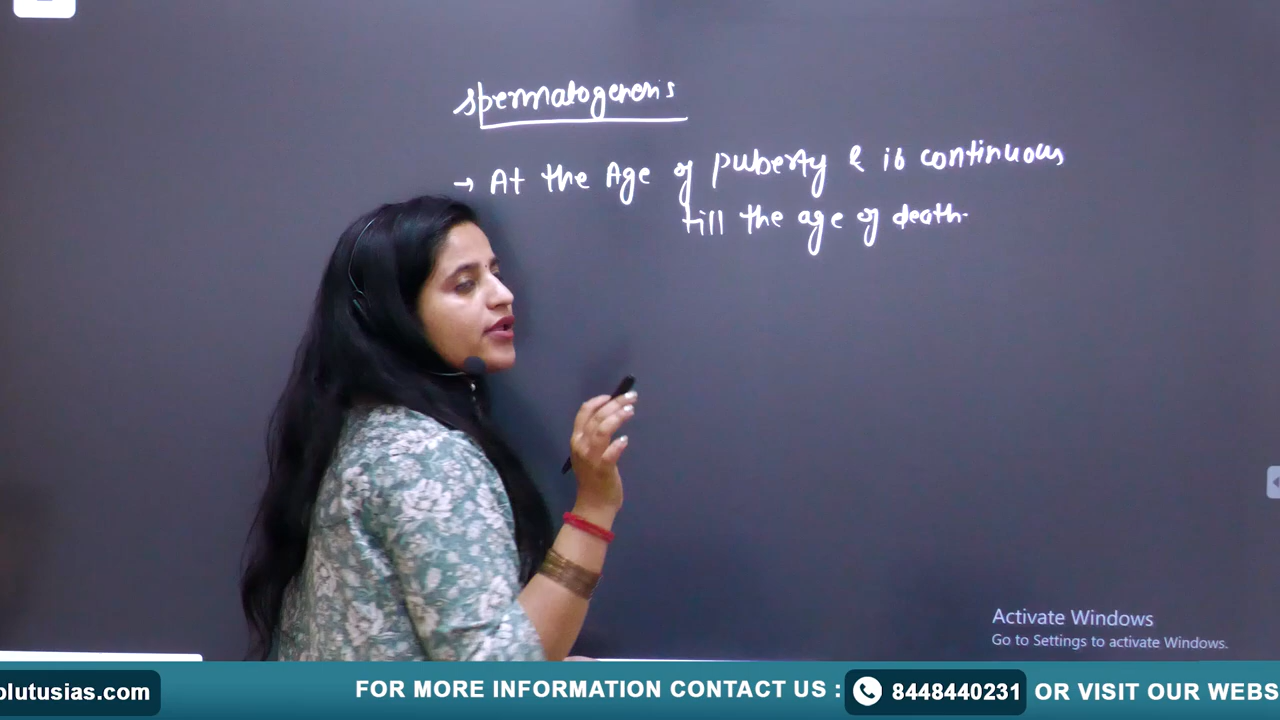 spermatogenesis
→ At the Age of puberty & is continuous
till the age of death.
Activate Windows
Go to Settings to activate Windows.
plutusias.com FOR MORE INFORMATION CONTACT US : 8448440231 OR VISIT OUR WEBS